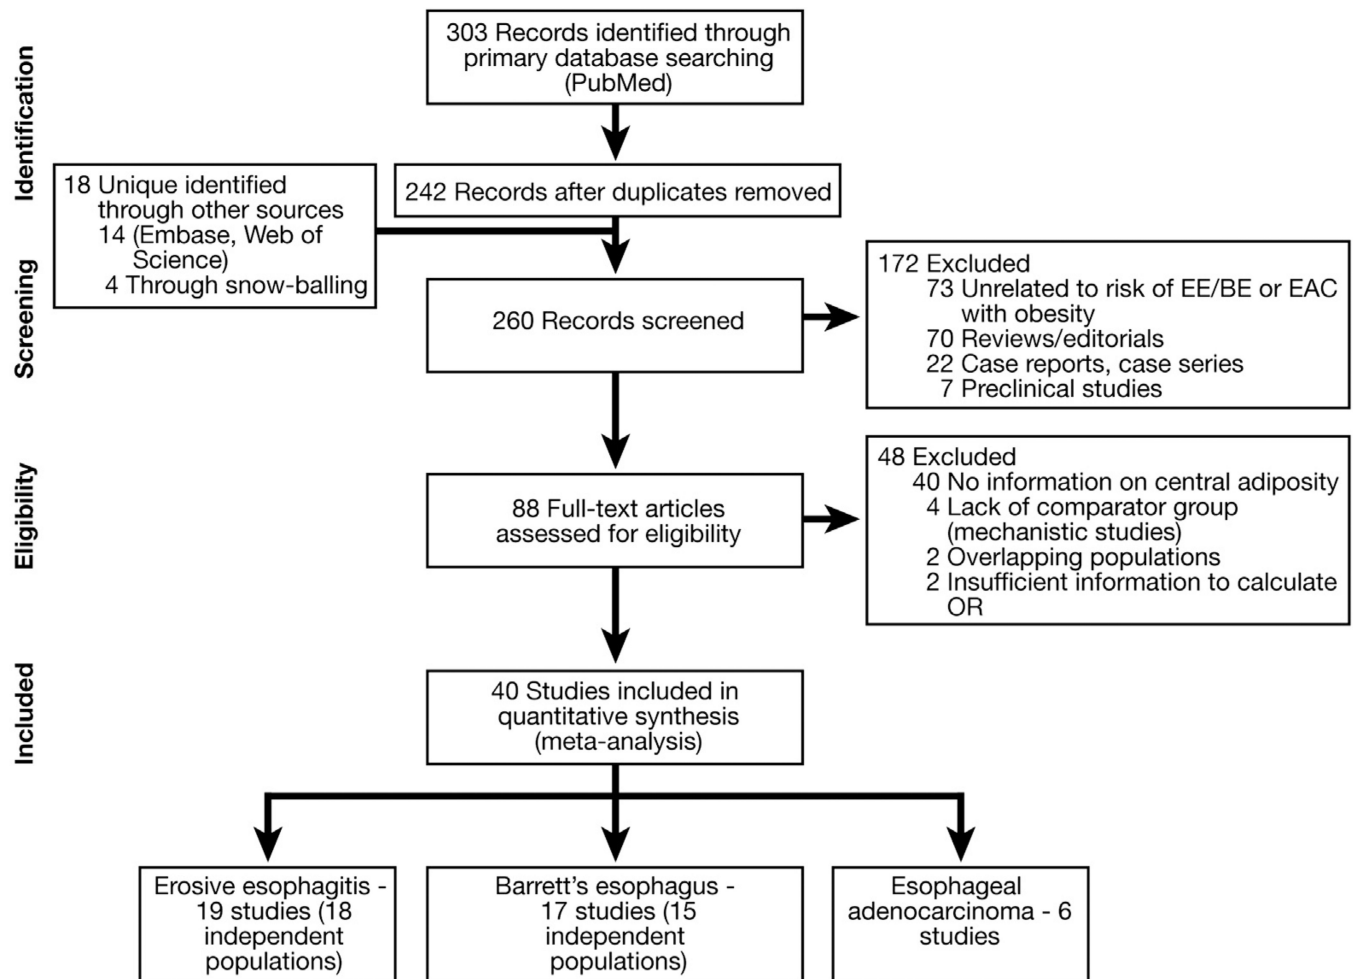 Identification
303 Records identified through
primary database searching
(PubMed)
18 Unique identified
through other sources
14 (Embase, Web of
Science)
4 Through snow-balling
242 Records after duplicates removed
Screening
260 Records screened
172 Excluded
73 Unrelated to risk of EE/BE or EAC
with obesity
70 Reviews/editorials
22 Case reports, case series
7 Preclinical studies
Eligibility
88 Full-text articles
assessed for eligibility
48 Excluded
40 No information on central adiposity
4 Lack of comparator group
(mechanistic studies)
2 Overlapping populations
2 Insufficient information to calculate
OR
Included
40 Studies included in
quantitative synthesis
(meta-analysis)
Erosive esophagitis -
19 studies (18
independent
populations)
Barrett’s esophagus -
17 studies (15
independent
populations)
Esophageal
adenocarcinoma - 6
studies